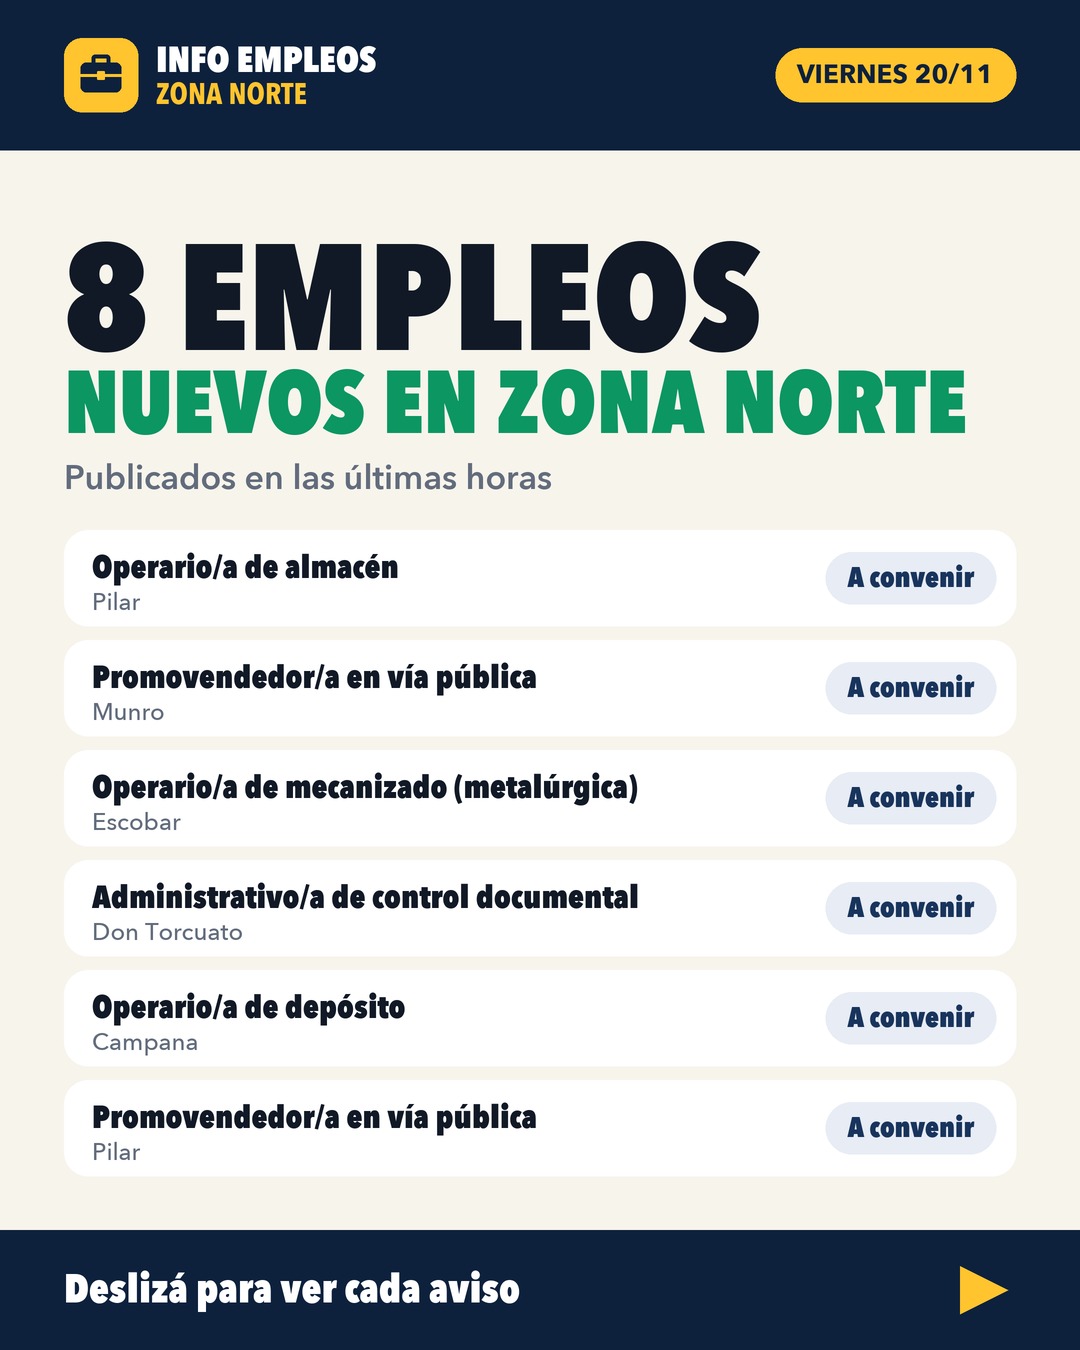 INFO EMPLEOS
ZONA NORTE
VIERNES 20/11
8 EMPLEOS
NUEVOS EN ZONA NORTE
Publicados en las últimas horas
Operario/a de almacén
Pilar
A convenir
Promovendedor/a en vía pública
Munro
A convenir
Operario/a de mecanizado (metalúrgica)
Escobar
A convenir
Administrativo/a de control documental
Don Torcuato
A convenir
Operario/a de depósito
Campana
A convenir
Promovendedor/a en vía pública
Pilar
A convenir
Deslizá para ver cada aviso